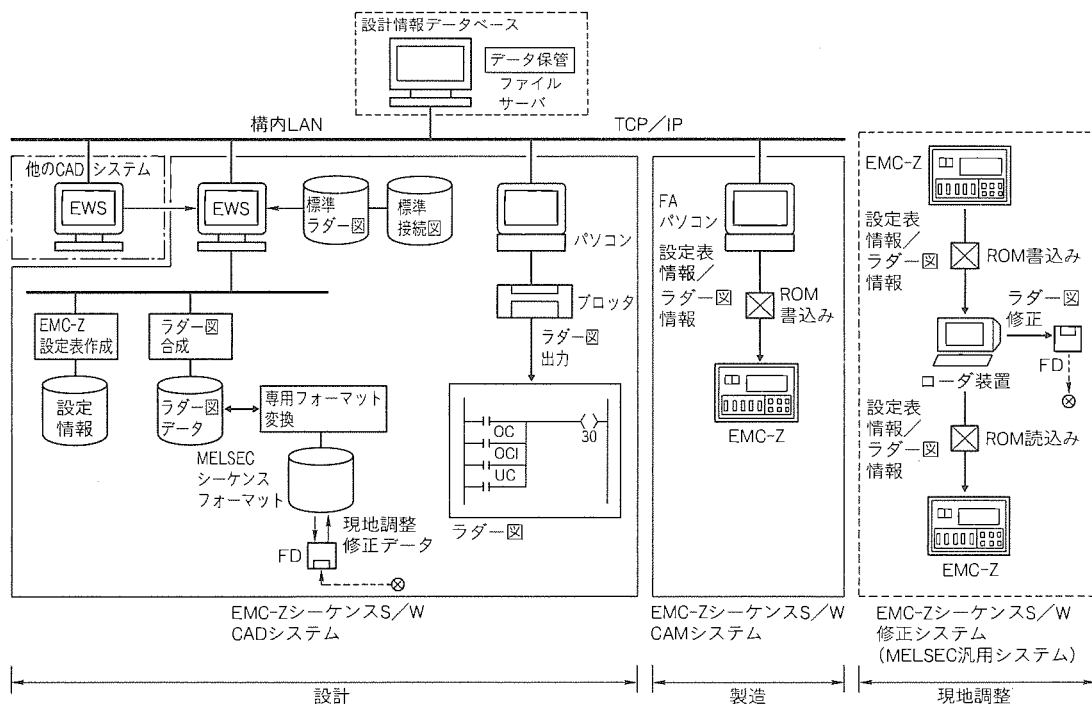 設計情報データベース
データ保管
ファイル
サーバ
構内LAN
TCP／IP
他のCADシステム
EWS
EWS
標準
ラダー図
標準
接続図
パソコン
プロッタ
ラダー図
出力
EMC-Z
設定表作成
ラダー図
合成
設定
情報
ラダー図
データ
専用フォーマット
変換
MELSEC
シーケンス
フォーマット
FD
現地調整
修正データ
OC
OCI
UC
30
ラダー図
EMC-ZシーケンスS／W
CADシステム
FA
パソコン
設定表
情報／
ラダー図
情報
ROM
書込み
EMC-Z
EMC-ZシーケンスS／W
CAMシステム
EMC-Z
設定表
情報／
ラダー図
情報
ROM書込み
ラダー図
修正
FD
ローダ装置
設定表
情報／
ラダー図
情報
ROM読込み
EMC-Z
EMC-ZシーケンスS／W
修正システム
(MELSEC汎用システム)
設計
製造
現地調整